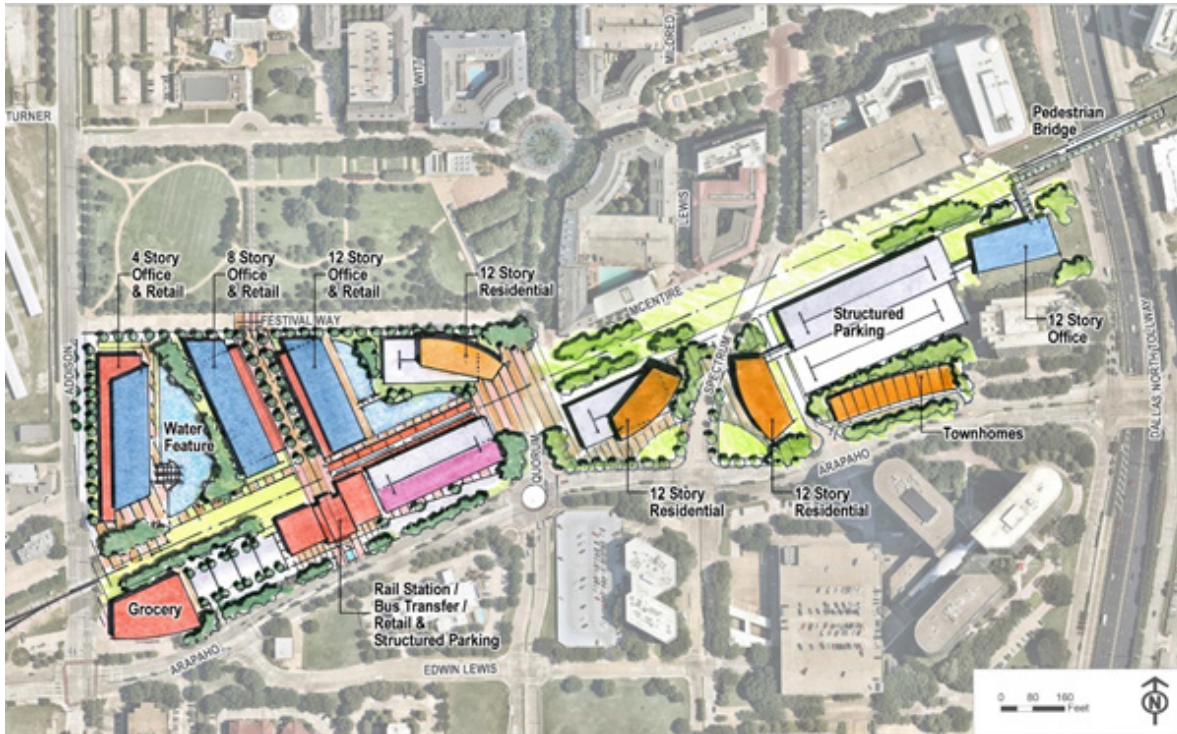 TURNER
WITT
MILDRED
Pedestrian
Bridge
LEWIS
4 Story
Office
& Retail
8 Story
Office
& Retail
12 Story
Office
& Retail
12 Story
Residential
FESTIVAL WAY
MCENTIRE
Structured
Parking
12 Story
Office
ADDISON
SPECTRUM
DALLAS NORTH TOLLWAY
Water
Feature
QUORUM
Townhomes
ARAPAHO
12 Story
Residential
12 Story
Residential
Grocery
Rail Station /
Bus Transfer /
Retail &
Structured Parking
ARAPAHO
EDWIN LEWIS
0 80 160
Feet
N